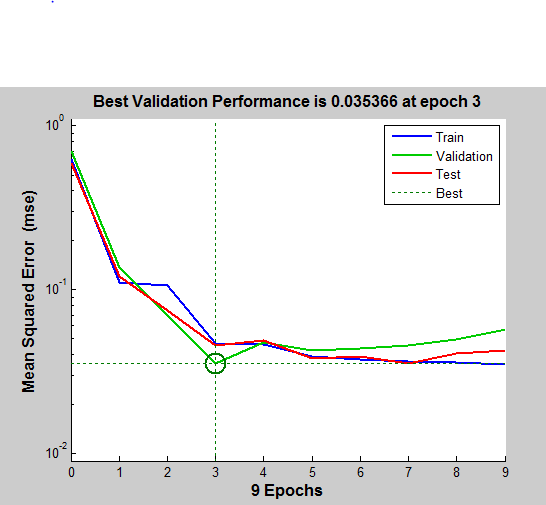 Best Validation Performance is 0.035366 at epoch 3
Mean Squared Error (mse)
10^0
10^-1
10^-2
Train
Validation
Test
Best
0 1 2 3 4 5 6 7 8 9
9 Epochs